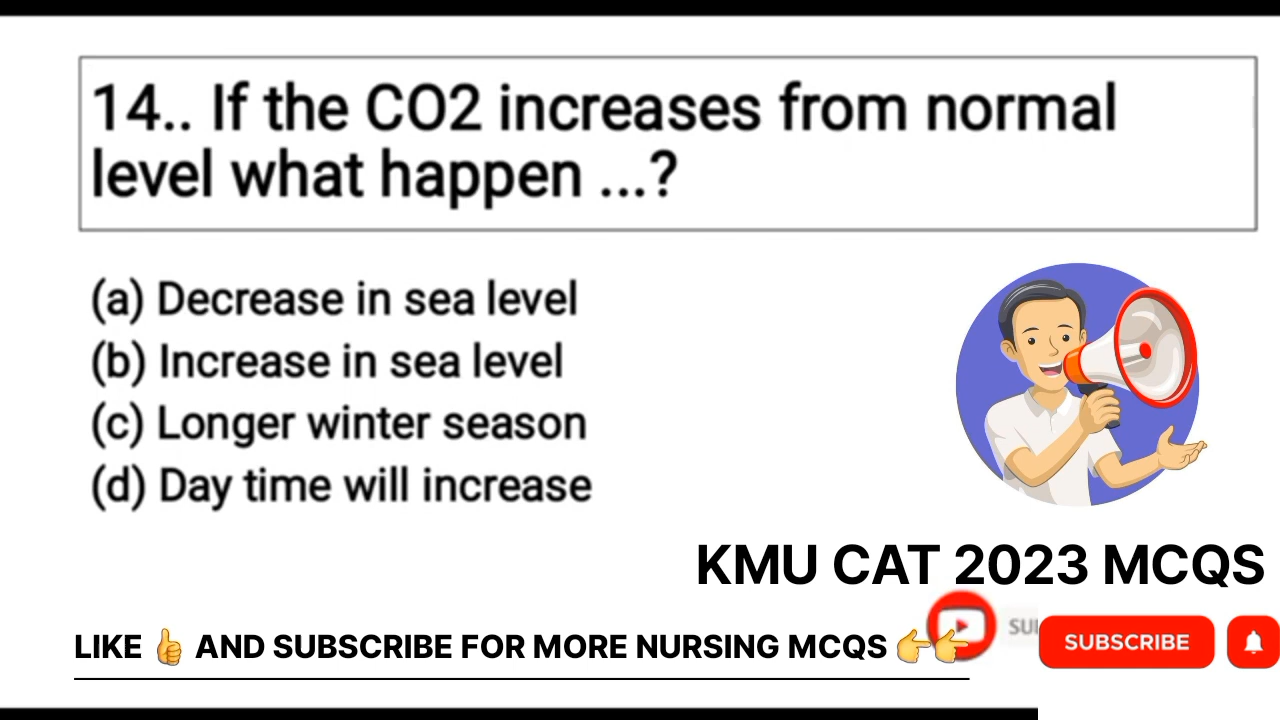 14.. If the CO2 increases from normal
level what happen ...?
(a) Decrease in sea level
(b) Increase in sea level
(c) Longer winter season
(d) Day time will increase
KMU CAT 2023 MCQS
LIKE 👍 AND SUBSCRIBE FOR MORE NURSING MCQS 👉👉
SUBSCRIBE